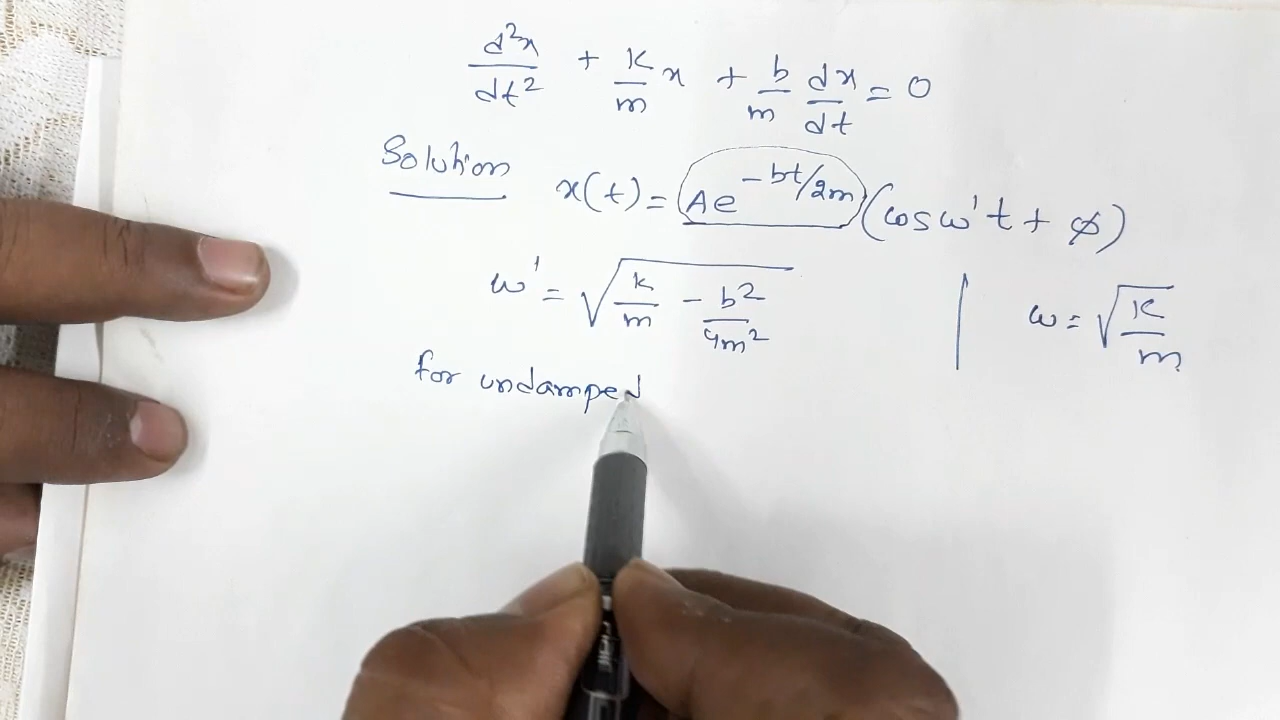 d²x/dt² + k/m x + b/m dx/dt = 0
Solution x(t) = Ae^(-bt/2m) (cos ω't + φ)
ω' = √(k/m - b²/4m²) | ω = √(k/m)
for undamped